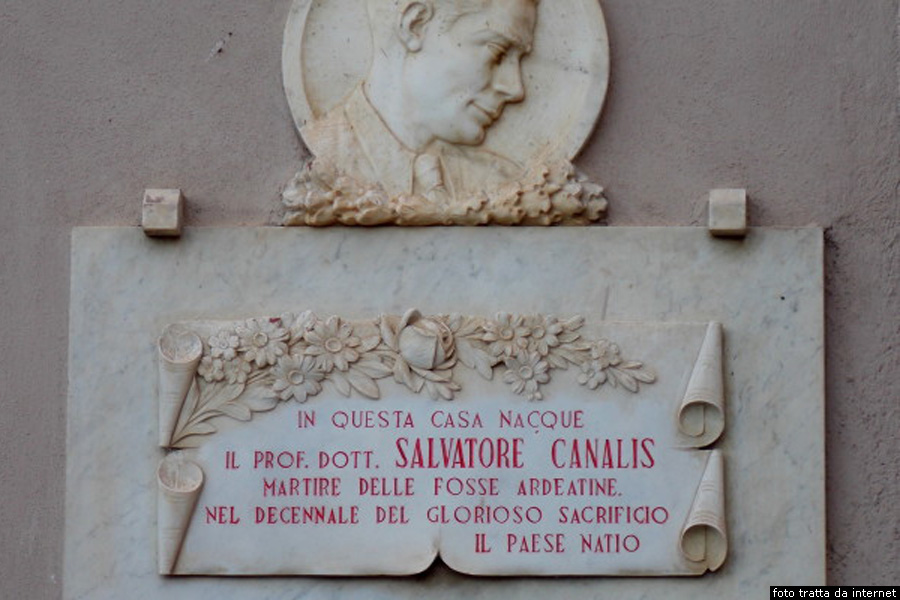 IN QUESTA CASA NACQUE
IL PROF. DOTT. SALVATORE CANALIS
MARTIRE DELLE FOSSE ARDEATINE.
NEL DECENNALE DEL GLORIOSO SACRIFICIO
IL PAESE NATIO
foto tratta da internet